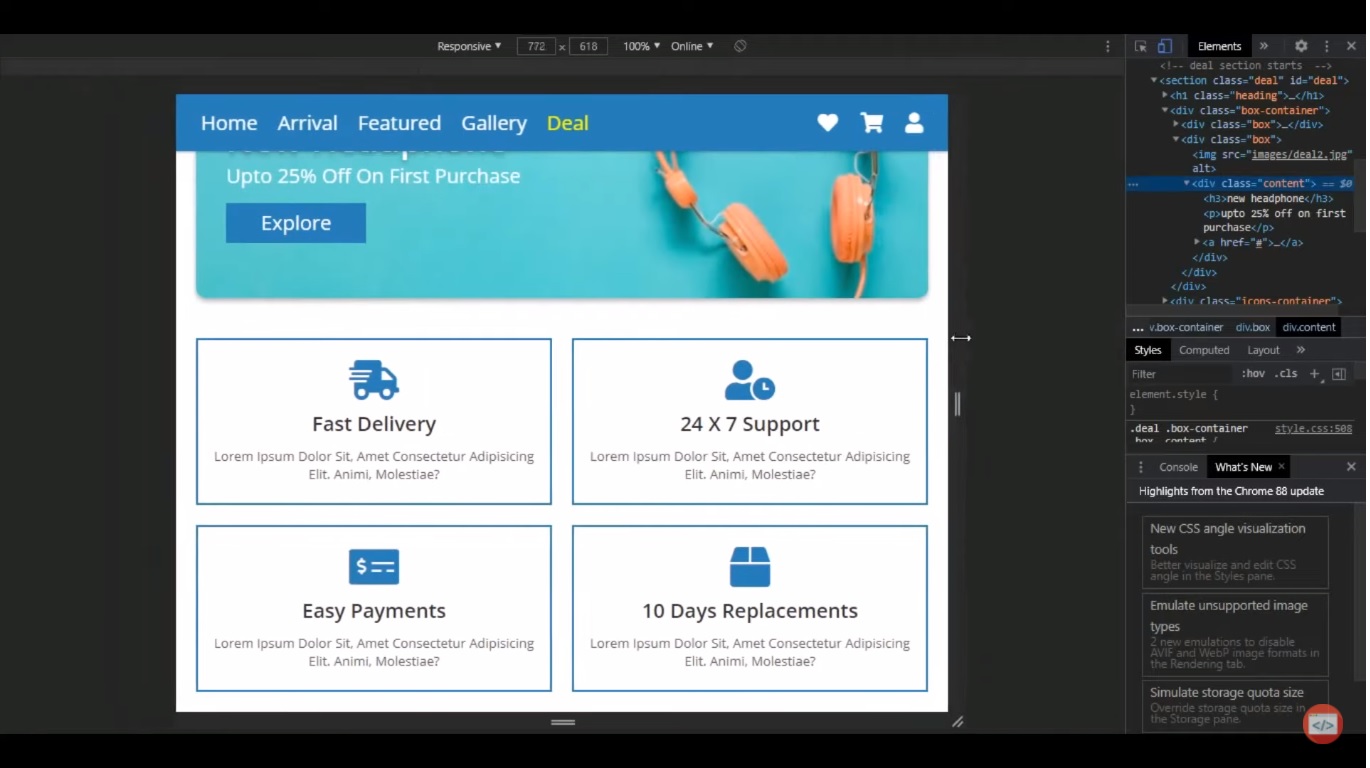 Responsive ▼ 772 x 618 100% ▼ Online ▼
Elements »
Home Arrival Featured Gallery Deal
Upto 25% Off On First Purchase
Explore
Fast Delivery
Lorem Ipsum Dolor Sit, Amet Consectetur Adipisicing
Elit. Animi, Molestiae?
24 X 7 Support
Lorem Ipsum Dolor Sit, Amet Consectetur Adipisicing
Elit. Animi, Molestiae?
Easy Payments
Lorem Ipsum Dolor Sit, Amet Consectetur Adipisicing
Elit. Animi, Molestiae?
10 Days Replacements
Lorem Ipsum Dolor Sit, Amet Consectetur Adipisicing
Elit. Animi, Molestiae?
<!-- deal section starts -->
▼<section class="deal" id="deal">
▶<h1 class="heading">…</h1>
▼<div class="box-container">
▶<div class="box">…</div>
▼<div class="box">
<img src="images/deal2.jpg"
alt>
… ▼<div class="content"> == $0
<h3>new headphone</h3>
<p>upto 25% off on first
purchase</p>
▶<a href="#">…</a>
</div>
</div>
</div>
▶<div class="icons-container">
… v.box-container div.box div.content
Styles Computed Layout »
Filter :hov .cls +
element.style {
}
.deal .box-container style.css:508
.box .content {
Console What's New ×
Highlights from the Chrome 88 update
New CSS angle visualization
tools
Better visualize and edit CSS
angle in the Styles pane.
Emulate unsupported image
types
2 new emulations to disable
AVIF and WebP image formats in
the Rendering tab.
Simulate storage quota size
Override storage quota size in
the Storage pane.
</>